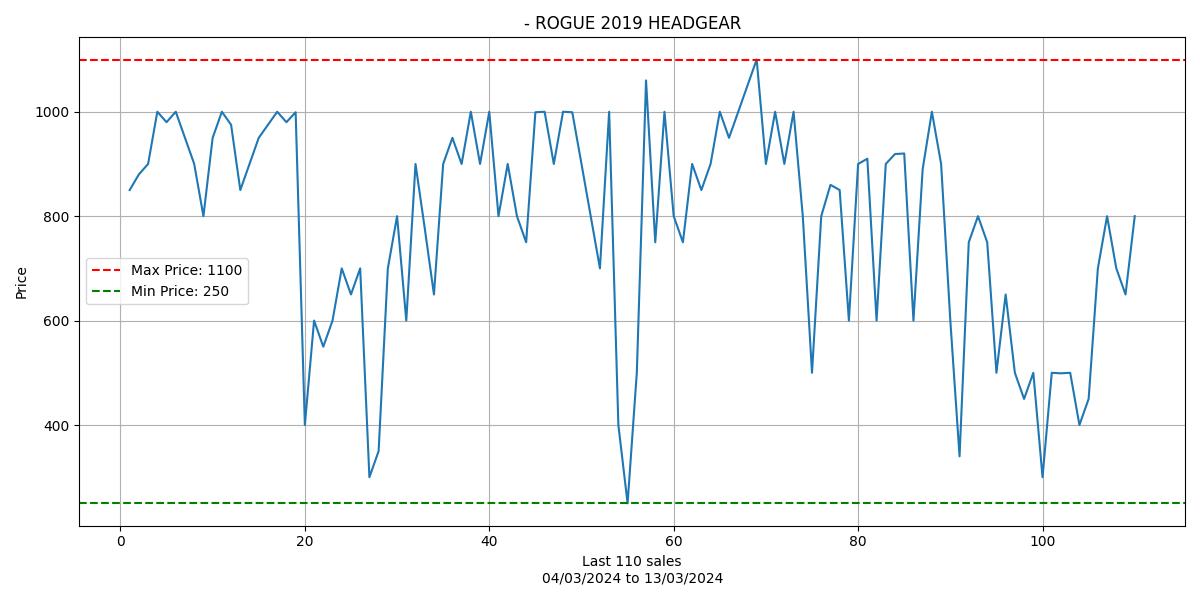 - ROGUE 2019 HEADGEAR
Price
1000
800
600
400
Max Price: 1100
Min Price: 250
0 20 40 60 80 100
Last 110 sales
04/03/2024 to 13/03/2024